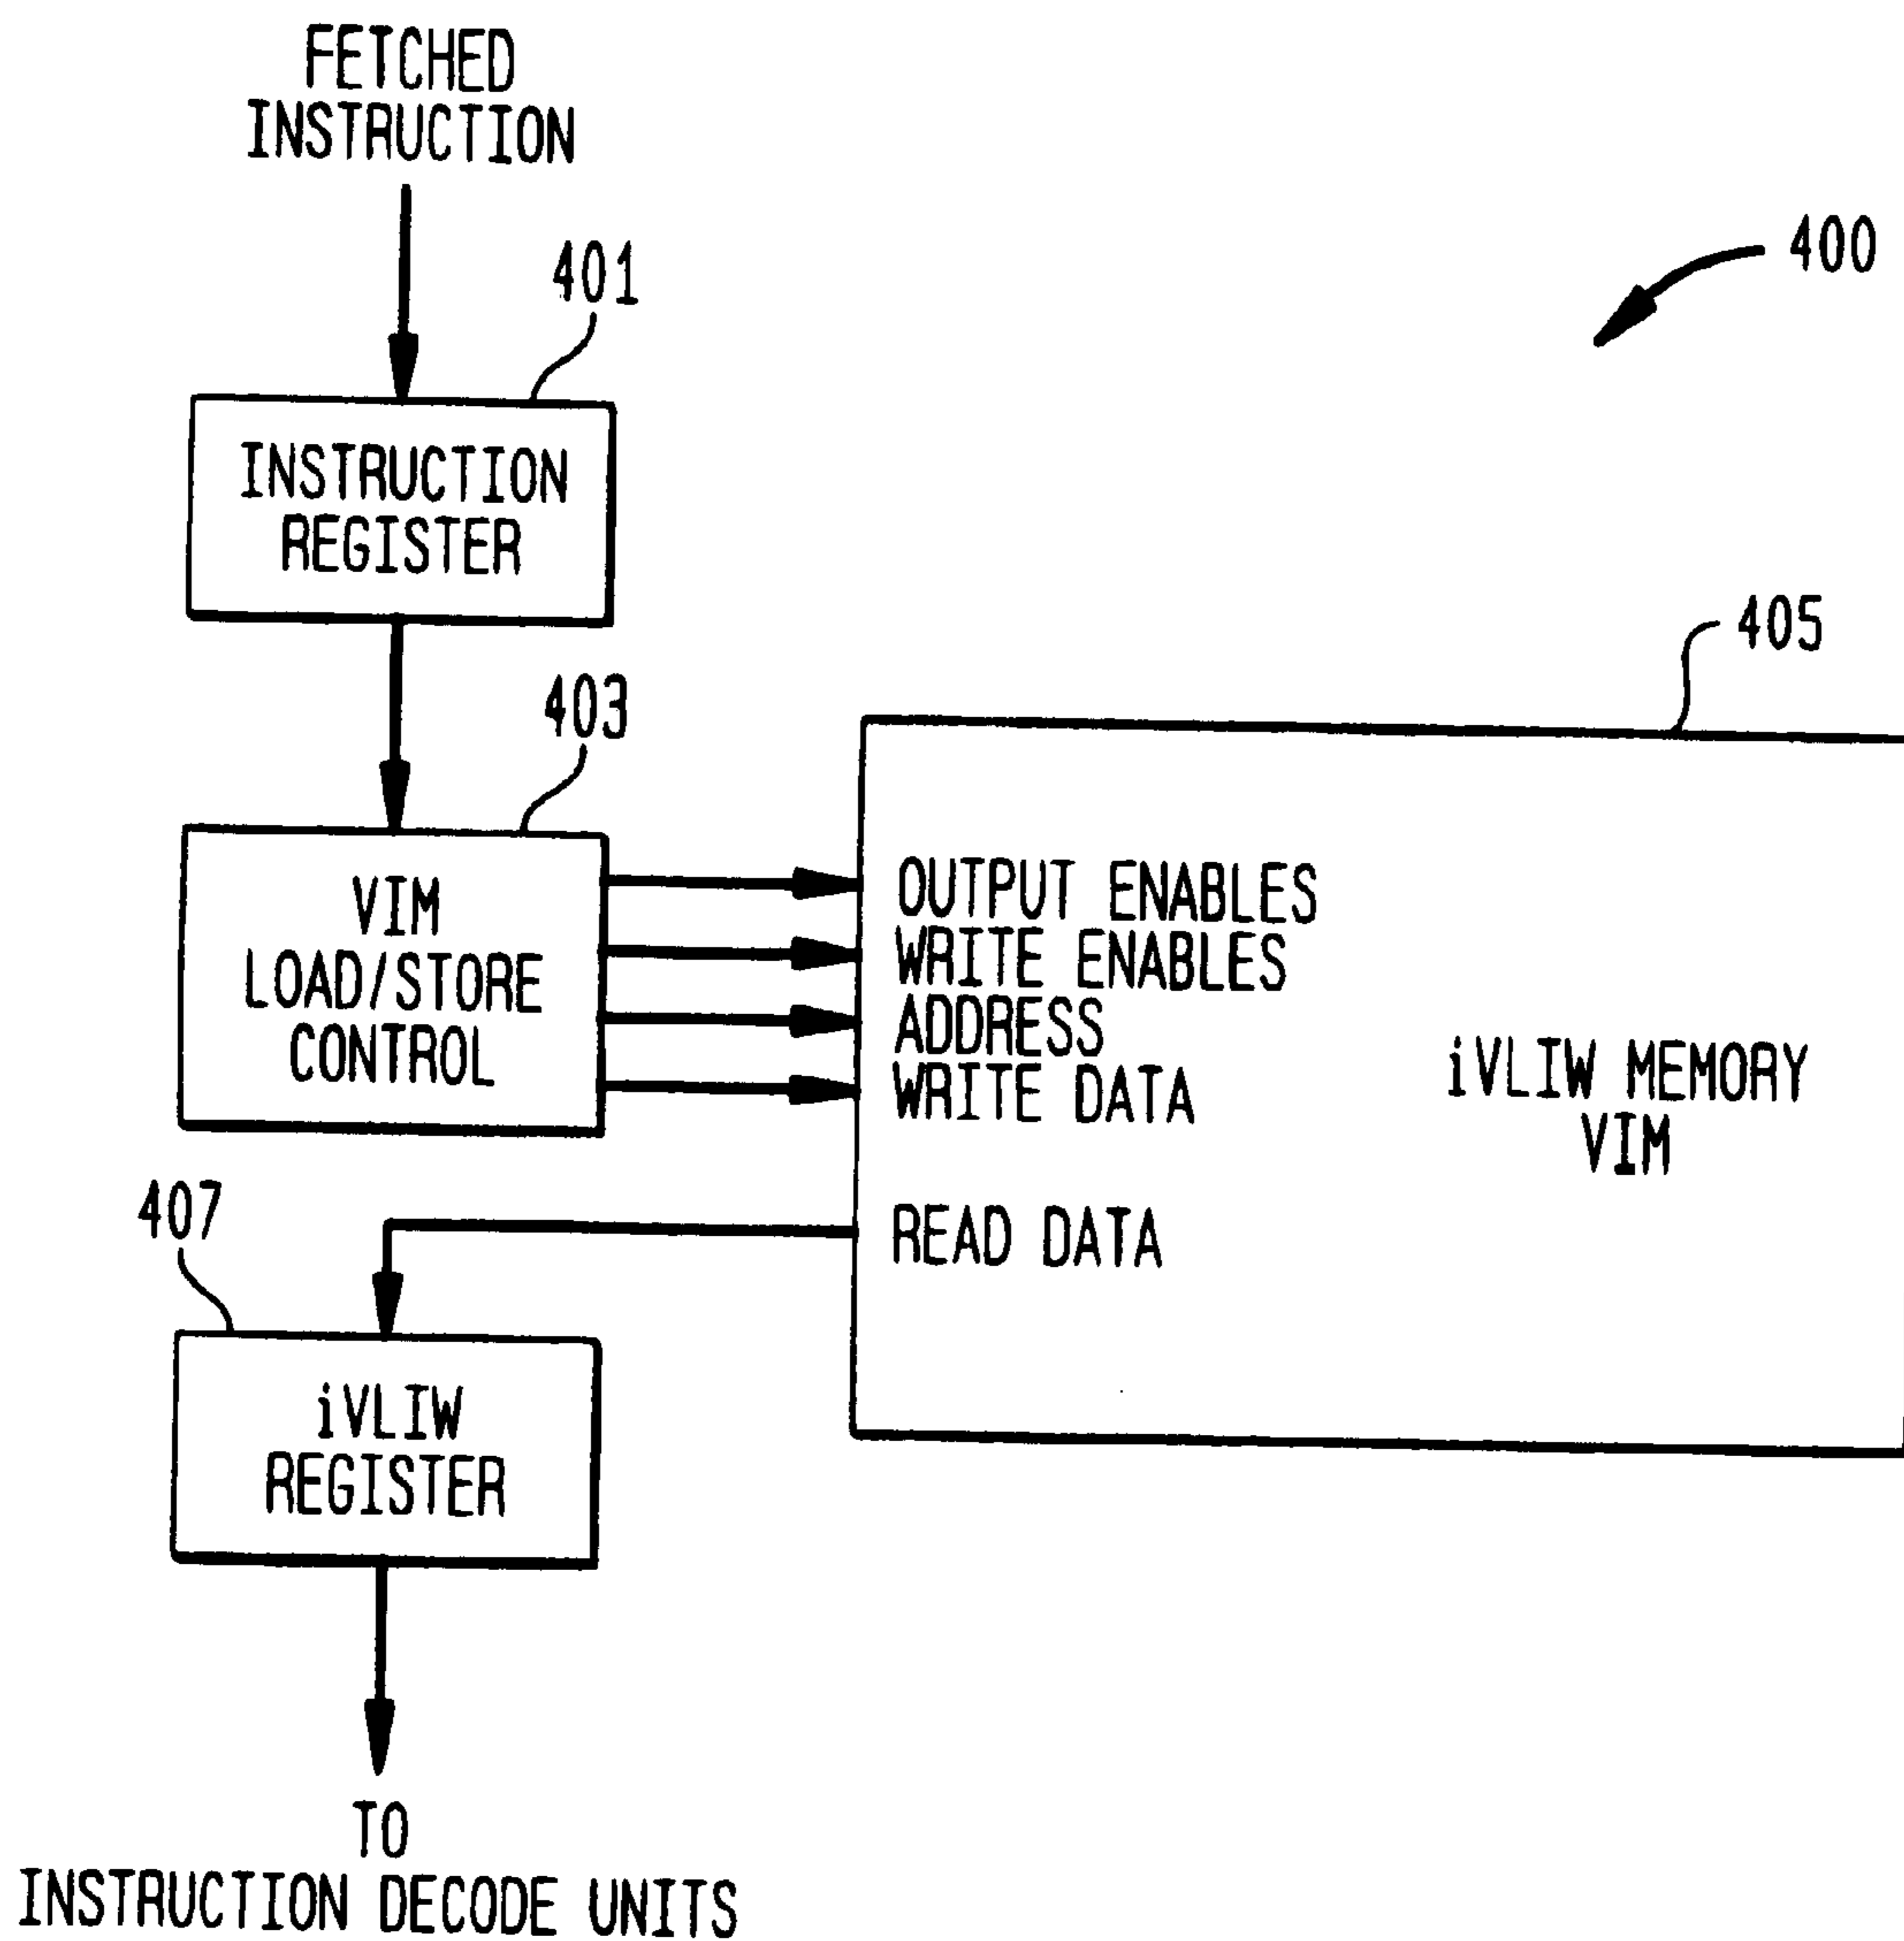 FETCHED
INSTRUCTION
400
401
INSTRUCTION
REGISTER
405
403
VIM
LOAD/STORE
CONTROL
OUTPUT ENABLES
WRITE ENABLES
ADDRESS
WRITE DATA
iVLIW MEMORY
VIM
407
READ DATA
iVLIW
REGISTER
TO
INSTRUCTION DECODE UNITS